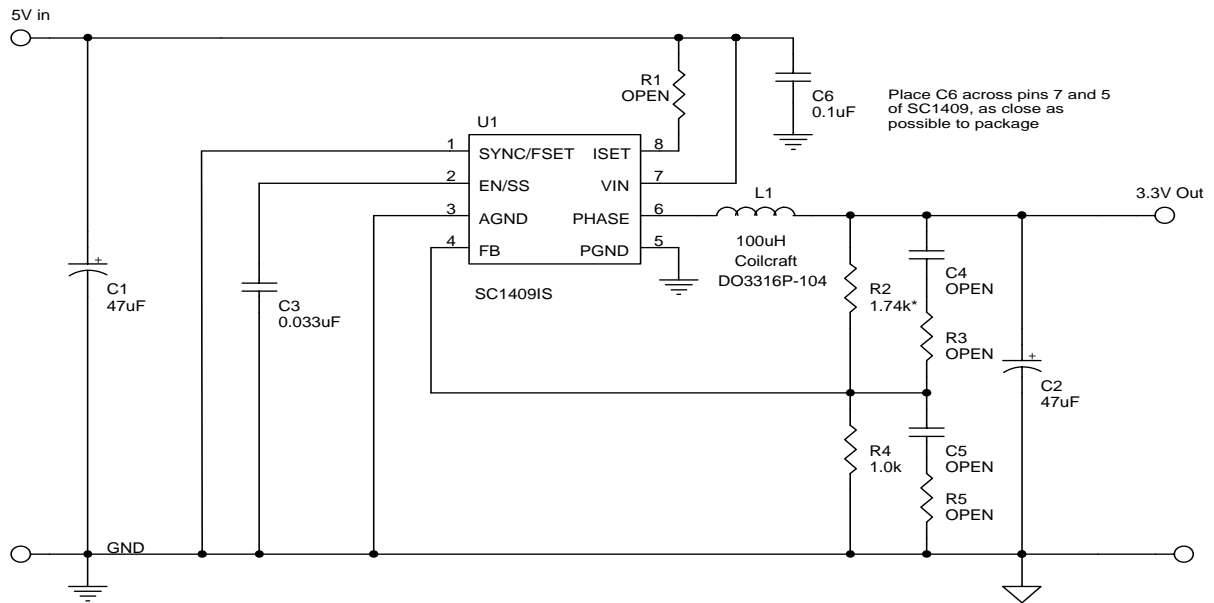 5V in
R1
OPEN
C6
0.1uF
Place C6 across pins 7 and 5
of SC1409, as close as
possible to package
U1
1 SYNC/FSET ISET 8
2 EN/SS VIN 7
3 AGND PHASE 6
4 FB PGND 5
SC1409IS
L1
100uH
Coilcraft
DO3316P-104
3.3V Out
+
C1
47uF
C3
0.033uF
R2
1.74k*
C4
OPEN
R3
OPEN
+
C2
47uF
R4
1.0k
C5
OPEN
R5
OPEN
GND